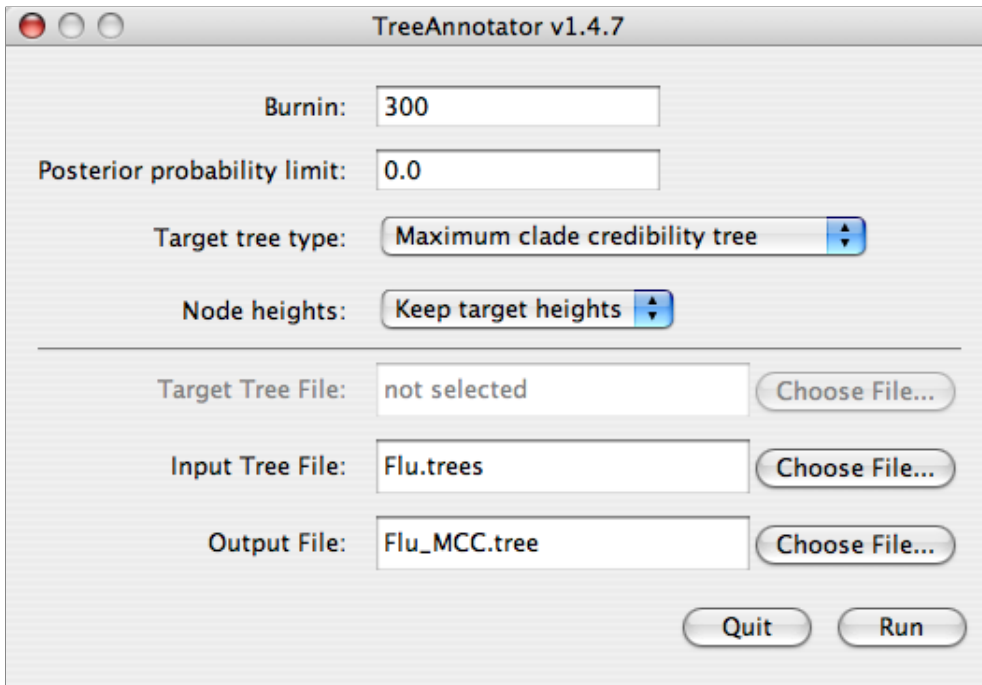 TreeAnnotator v1.4.7
Burnin: 300
Posterior probability limit: 0.0
Target tree type: Maximum clade credibility tree
Node heights: Keep target heights
Target Tree File: not selected Choose File...
Input Tree File: Flu.trees Choose File...
Output File: Flu_MCC.tree Choose File...
Quit Run